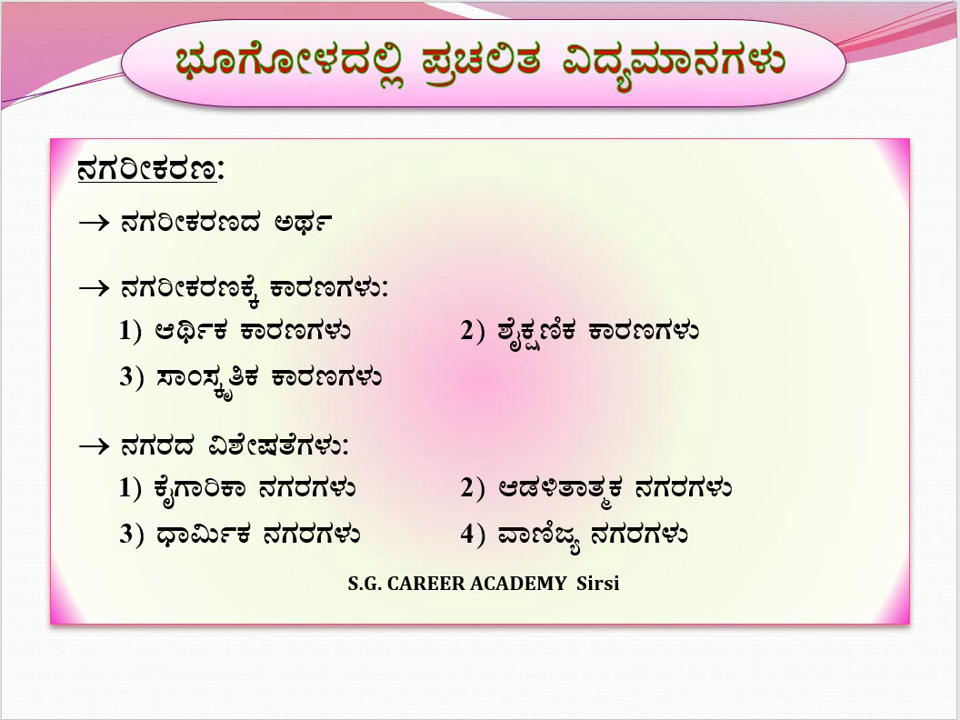 ಭೂಗೋಳದಲ್ಲಿ ಪ್ರಚಲಿತ ವಿದ್ಯಮಾನಗಳು
ನಗರೀಕರಣ:
→ ನಗರೀಕರಣದ ಅರ್ಥ
→ ನಗರೀಕರಣಕ್ಕೆ ಕಾರಣಗಳು:
1) ಆರ್ಥಿಕ ಕಾರಣಗಳು 2) ಶೈಕ್ಷಣಿಕ ಕಾರಣಗಳು
3) ಸಾಂಸ್ಕೃತಿಕ ಕಾರಣಗಳು
→ ನಗರದ ವಿಶೇಷತೆಗಳು:
1) ಕೈಗಾರಿಕಾ ನಗರಗಳು 2) ಆಡಳಿತಾತ್ಮಕ ನಗರಗಳು
3) ಧಾರ್ಮಿಕ ನಗರಗಳು 4) ವಾಣಿಜ್ಯ ನಗರಗಳು
S.G. CAREER ACADEMY Sirsi